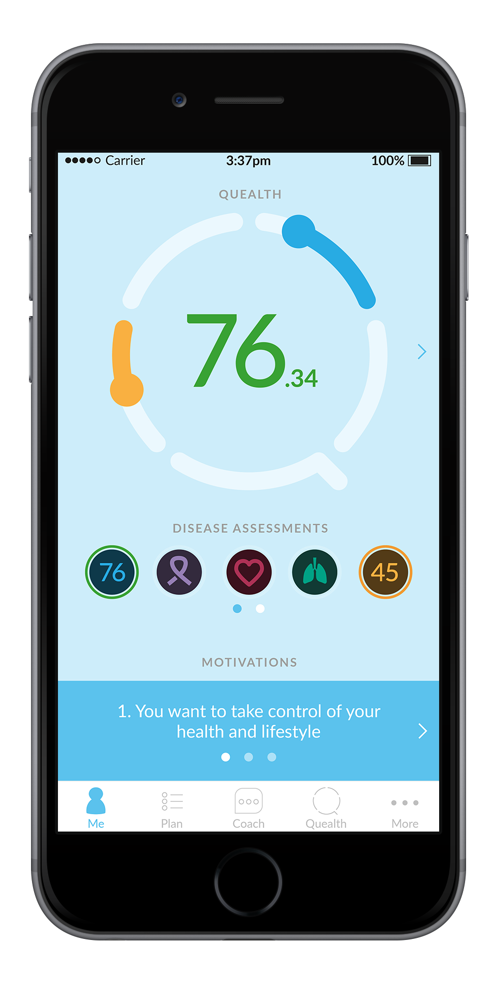 Carrier 3:37pm 100%
QUEALTH
76.34
DISEASE ASSESSMENTS
76 45
MOTIVATIONS
1. You want to take control of your
health and lifestyle
Me Plan Coach Quealth More